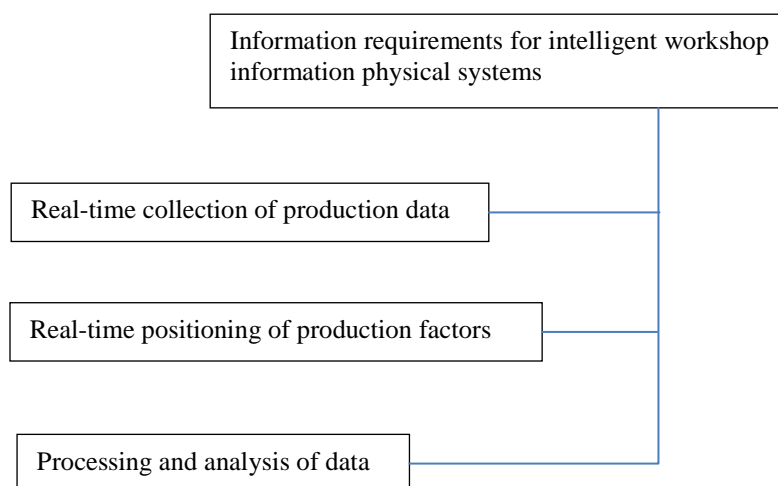 Information requirements for intelligent workshop
information physical systems
Real-time collection of production data
Real-time positioning of production factors
Processing and analysis of data